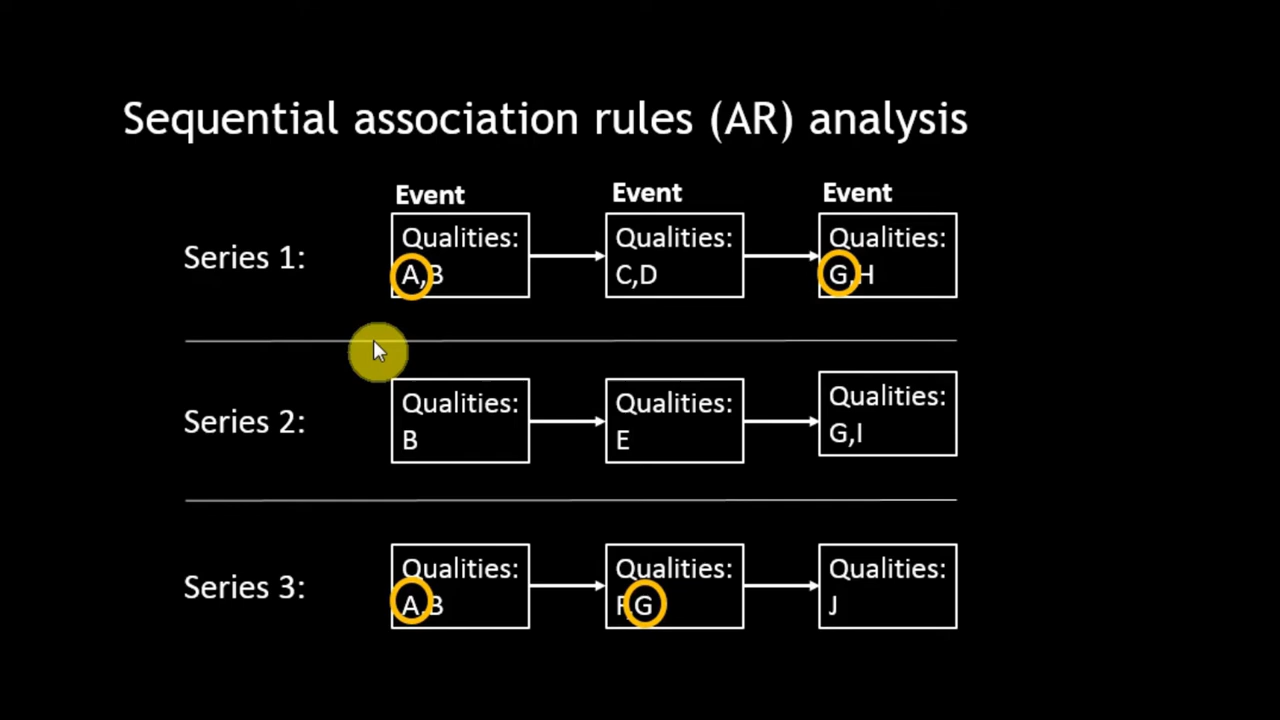 Sequential association rules (AR) analysis
Event Event Event
Series 1:
Qualities: Qualities: Qualities:
A,B C,D G,H
Series 2:
Qualities: Qualities: Qualities:
B E G,I
Series 3:
Qualities: Qualities: Qualities:
A,B F,G J